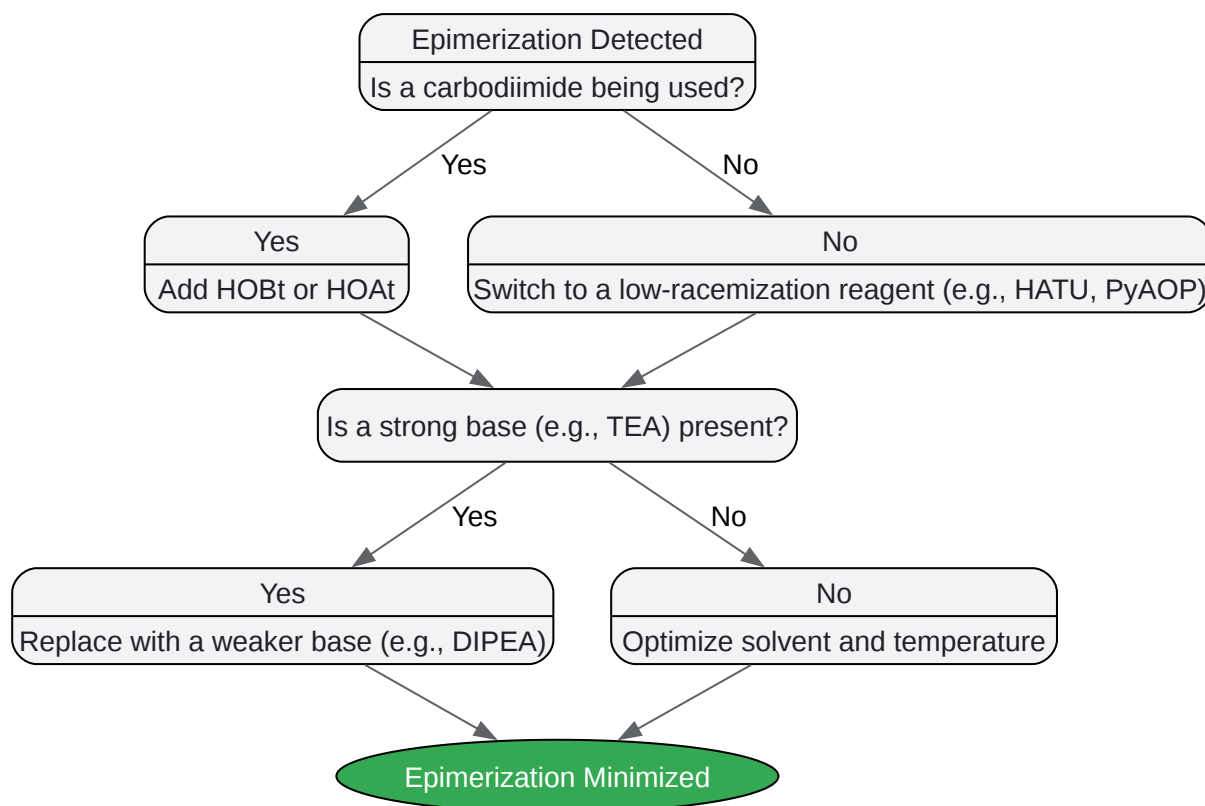 Epimerization Detected
Is a carbodiimide being used?
Yes
No
Yes
Add HOBt or HOAt
No
Switch to a low-racemization reagent (e.g., HATU, PyAOP)
Is a strong base (e.g., TEA) present?
Yes
No
Yes
Replace with a weaker base (e.g., DIPEA)
No
Optimize solvent and temperature
Epimerization Minimized